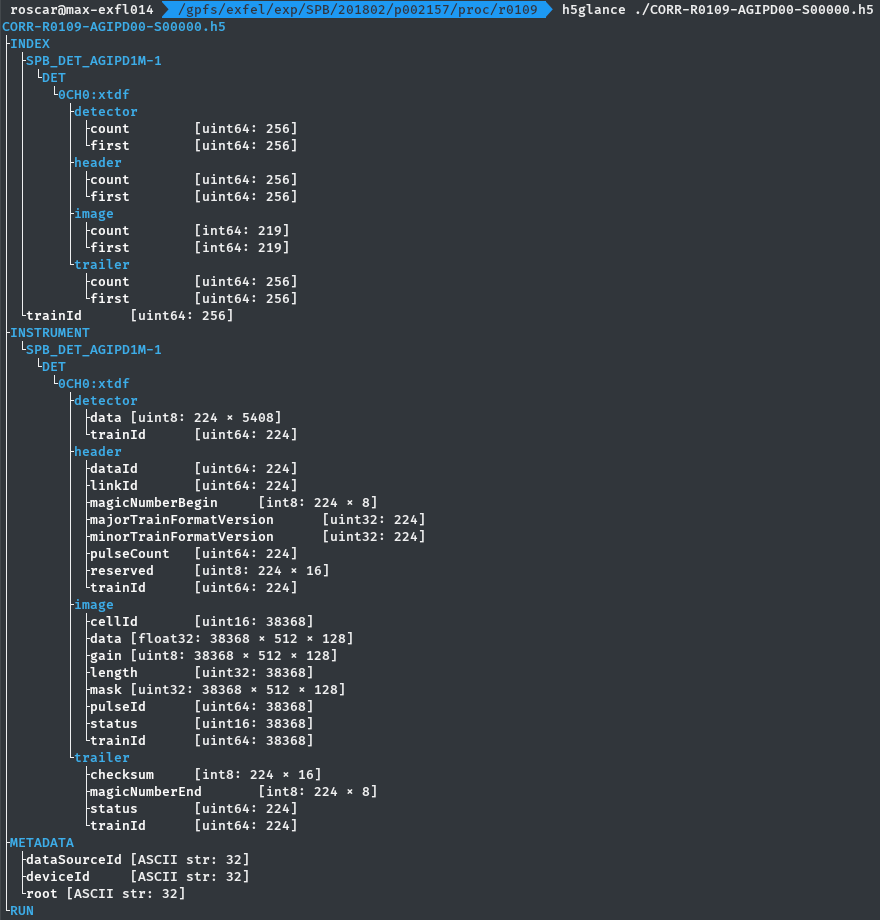 roscar@max-exfl014 /gpfs/exfel/exp/SPB/201802/p002157/proc/r0109 h5glance ./CORR-R0109-AGIPD00-S00000.h5
CORR-R0109-AGIPD00-S00000.h5
├INDEX
│ ├SPB_DET_AGIPD1M-1
│ │ └DET
│ │   └0CH0:xtdf
│ │     ├detector
│ │     │ ├count [uint64: 256]
│ │     │ └first [uint64: 256]
│ │     ├header
│ │     │ ├count [uint64: 256]
│ │     │ └first [uint64: 256]
│ │     ├image
│ │     │ ├count [int64: 219]
│ │     │ └first [int64: 219]
│ │     └trailer
│ │       ├count [uint64: 256]
│ │       └first [uint64: 256]
│ └trainId [uint64: 256]
├INSTRUMENT
│ └SPB_DET_AGIPD1M-1
│   └DET
│     └0CH0:xtdf
│       ├detector
│       │ ├data [uint8: 224 × 5408]
│       │ └trainId [uint64: 224]
│       ├header
│       │ ├dataId [uint64: 224]
│       │ ├linkId [uint64: 224]
│       │ ├magicNumberBegin [int8: 224 × 8]
│       │ ├majorTrainFormatVersion [uint32: 224]
│       │ ├minorTrainFormatVersion [uint32: 224]
│       │ ├pulseCount [uint64: 224]
│       │ ├reserved [uint8: 224 × 16]
│       │ └trainId [uint64: 224]
│       ├image
│       │ ├cellId [uint16: 38368]
│       │ ├data [float32: 38368 × 512 × 128]
│       │ ├gain [uint8: 38368 × 512 × 128]
│       │ ├length [uint32: 38368]
│       │ ├mask [uint32: 38368 × 512 × 128]
│       │ ├pulseId [uint64: 38368]
│       │ ├status [uint16: 38368]
│       │ └trainId [uint64: 38368]
│       └trailer
│         ├checksum [int8: 224 × 16]
│         ├magicNumberEnd [int8: 224 × 8]
│         ├status [uint64: 224]
│         └trainId [uint64: 224]
├METADATA
│ ├dataSourceId [ASCII str: 32]
│ ├deviceId [ASCII str: 32]
│ └root [ASCII str: 32]
└RUN